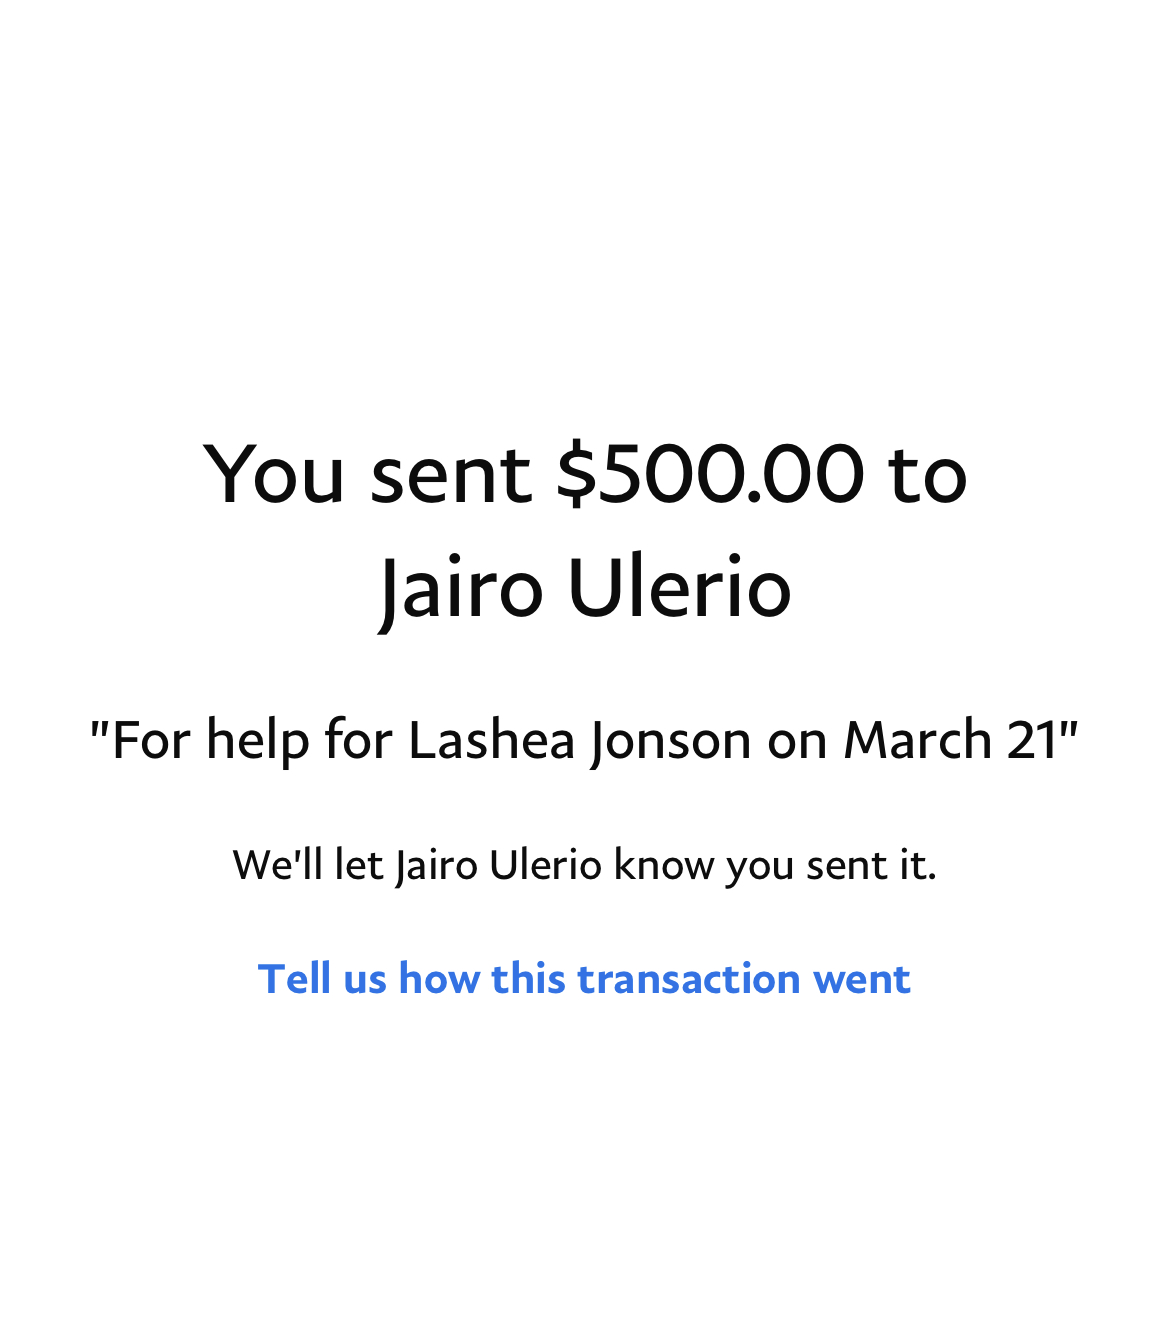 You sent $500.00 to
Jairo Ulerio
"For help for Lashea Jonson on March 21"
We'll let Jairo Ulerio know you sent it.
Tell us how this transaction went